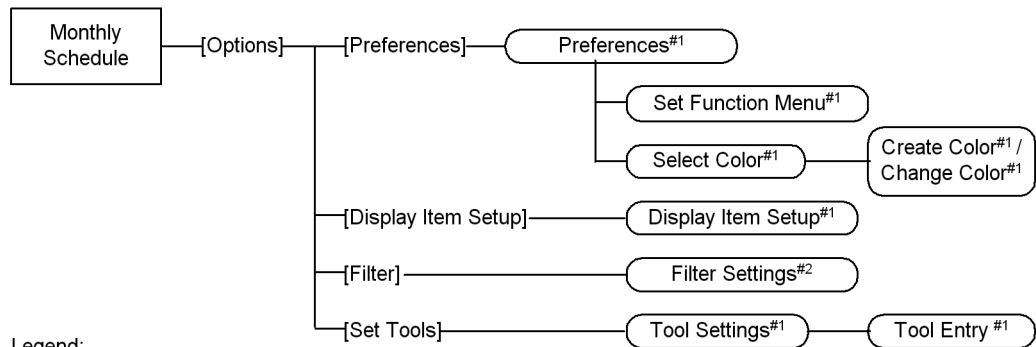 Monthly
Schedule
[Options]
[Preferences]
Preferences#1
Set Function Menu#1
Select Color#1
Create Color#1 /
Change Color#1
[Display Item Setup]
Display Item Setup#1
[Filter]
Filter Settings#2
[Set Tools]
Tool Settings#1
Tool Entry #1
Legend: